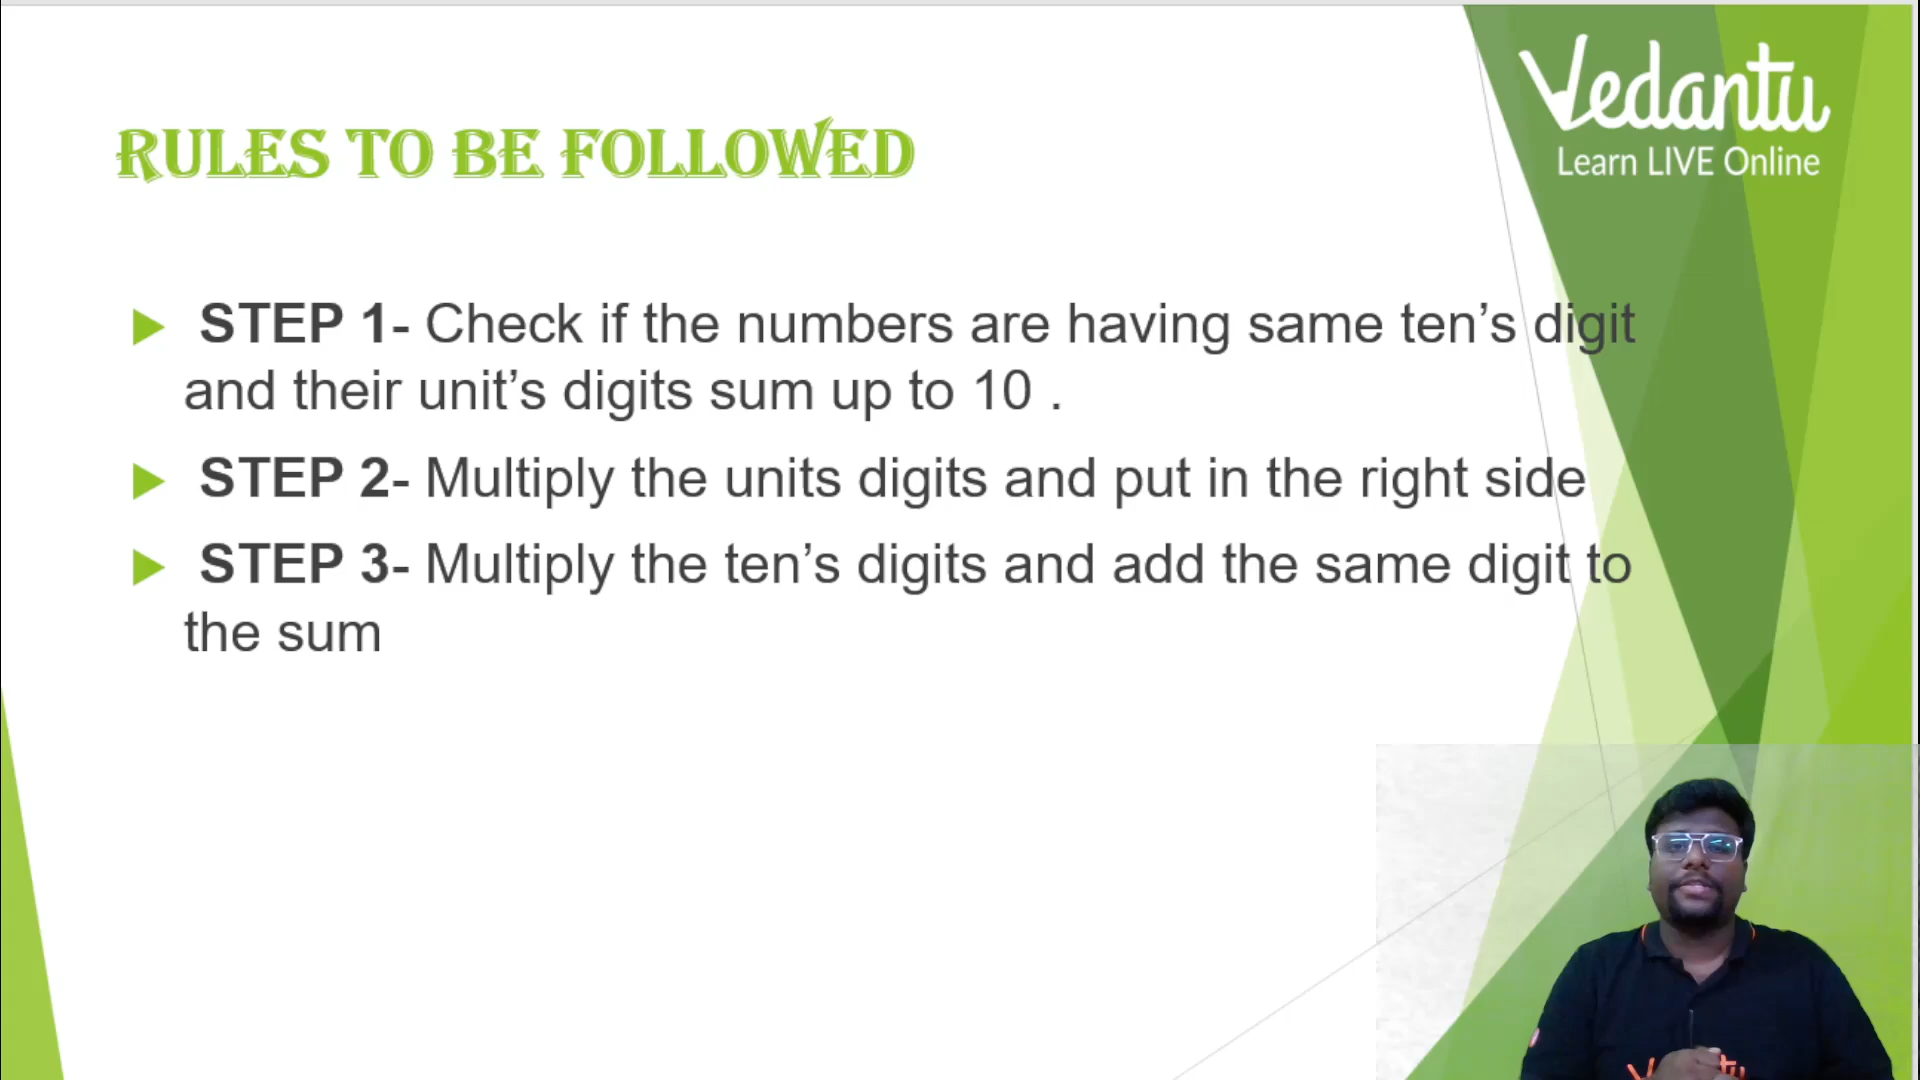 Vedantu
Learn LIVE Online
RULES TO BE FOLLOWED
STEP 1- Check if the numbers are having same ten’s digit
and their unit’s digits sum up to 10 .
STEP 2- Multiply the units digits and put in the right side
STEP 3- Multiply the ten’s digits and add the same digit to
the sum